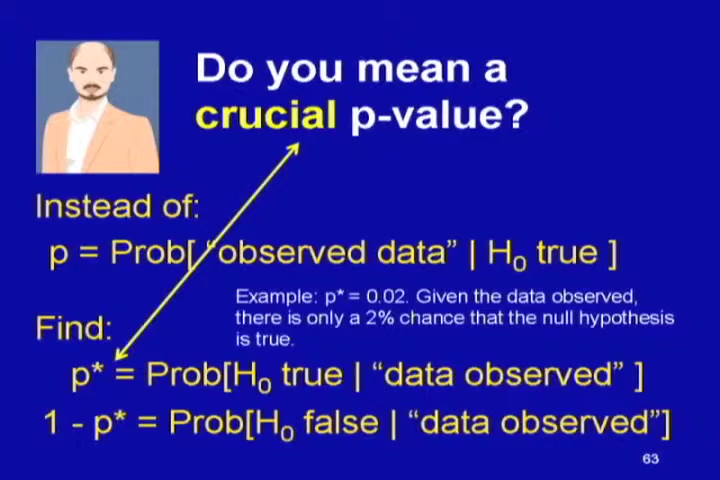 Do you mean a
crucial p-value?
Instead of:
p = Prob[ “observed data” | H₀ true ]
Example: p* = 0.02. Given the data observed,
there is only a 2% chance that the null hypothesis
is true.
Find:
p* = Prob[H₀ true | “data observed” ]
1 - p* = Prob[H₀ false | “data observed”]
63